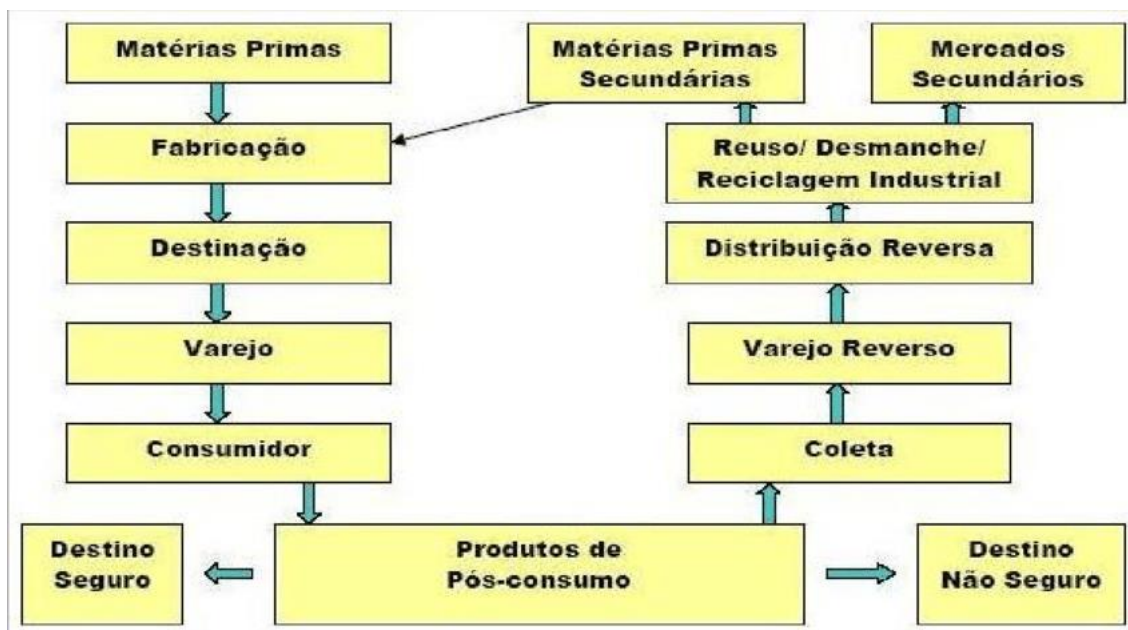 Matérias Primas
Fabricação
Destinação
Varejo
Consumidor
Produtos de
Pós-consumo
Destino
Seguro
Destino
Não Seguro
Coleta
Varejo Reverso
Distribuição Reversa
Reuso/ Desmanche/
Reciclagem Industrial
Matérias Primas
Secundárias
Mercados
Secundários